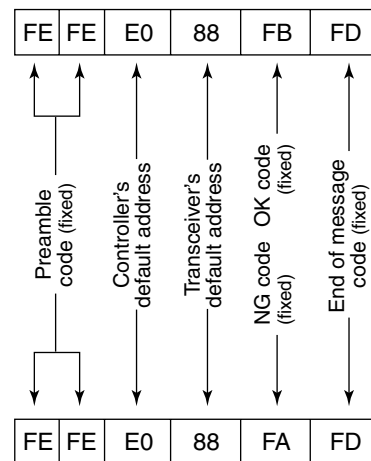 FE FE E0 88 FB FD
Preamble
code (fixed)
Controller's
default address
Transceiver's
default address
OK code
(fixed)
NG code
(fixed)
End of message
code (fixed)
FE FE E0 88 FA FD